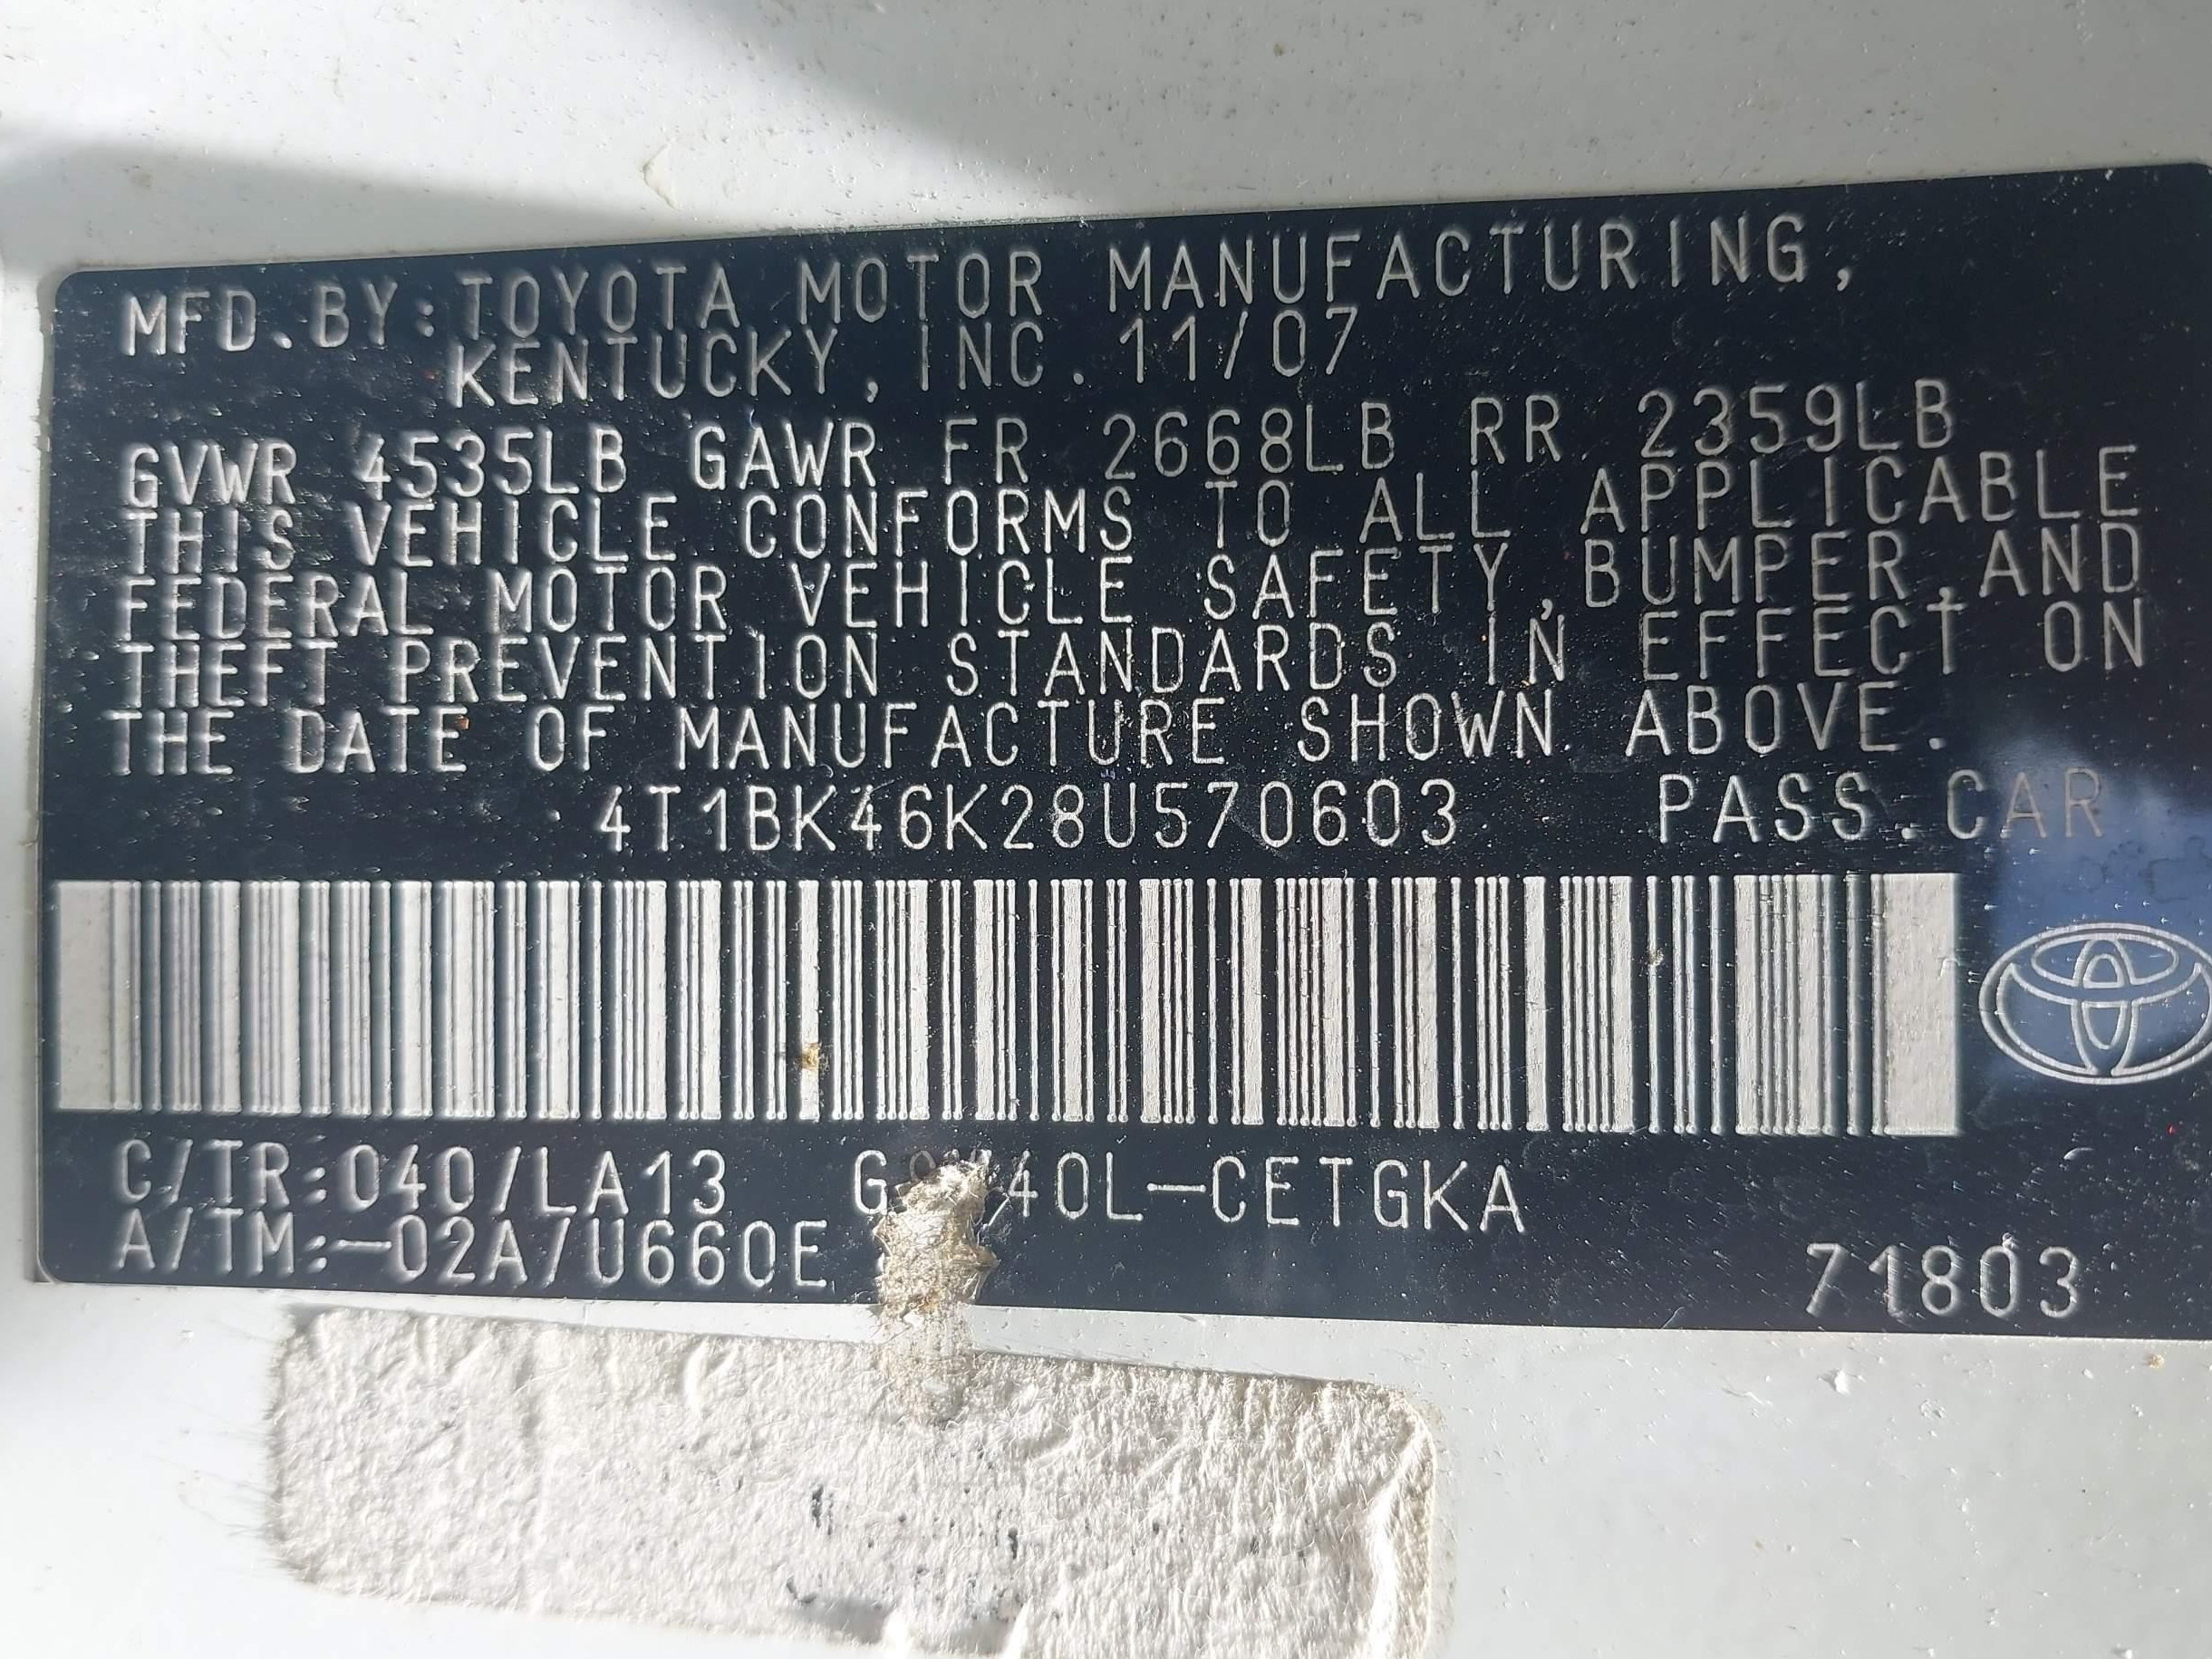 MFD.BY:TOYOTA MOTOR MANUFACTURING,
KENTUCKY, INC. 11/07
GVWR 4535LB GAWR FR 2668LB RR 2359LB
THIS VEHICLE CONFORMS TO ALL APPLICABLE
FEDERAL MOTOR VEHICLE SAFETY,BUMPER,AND
THEFT PREVENTION STANDARDS IN EFFECT ON
THE DATE OF MANUFACTURE SHOWN ABOVE.
4T1BK46K28U570603 PASS.CAR
C/TR:040/LA13
A/TM:-02A/U660E
71803